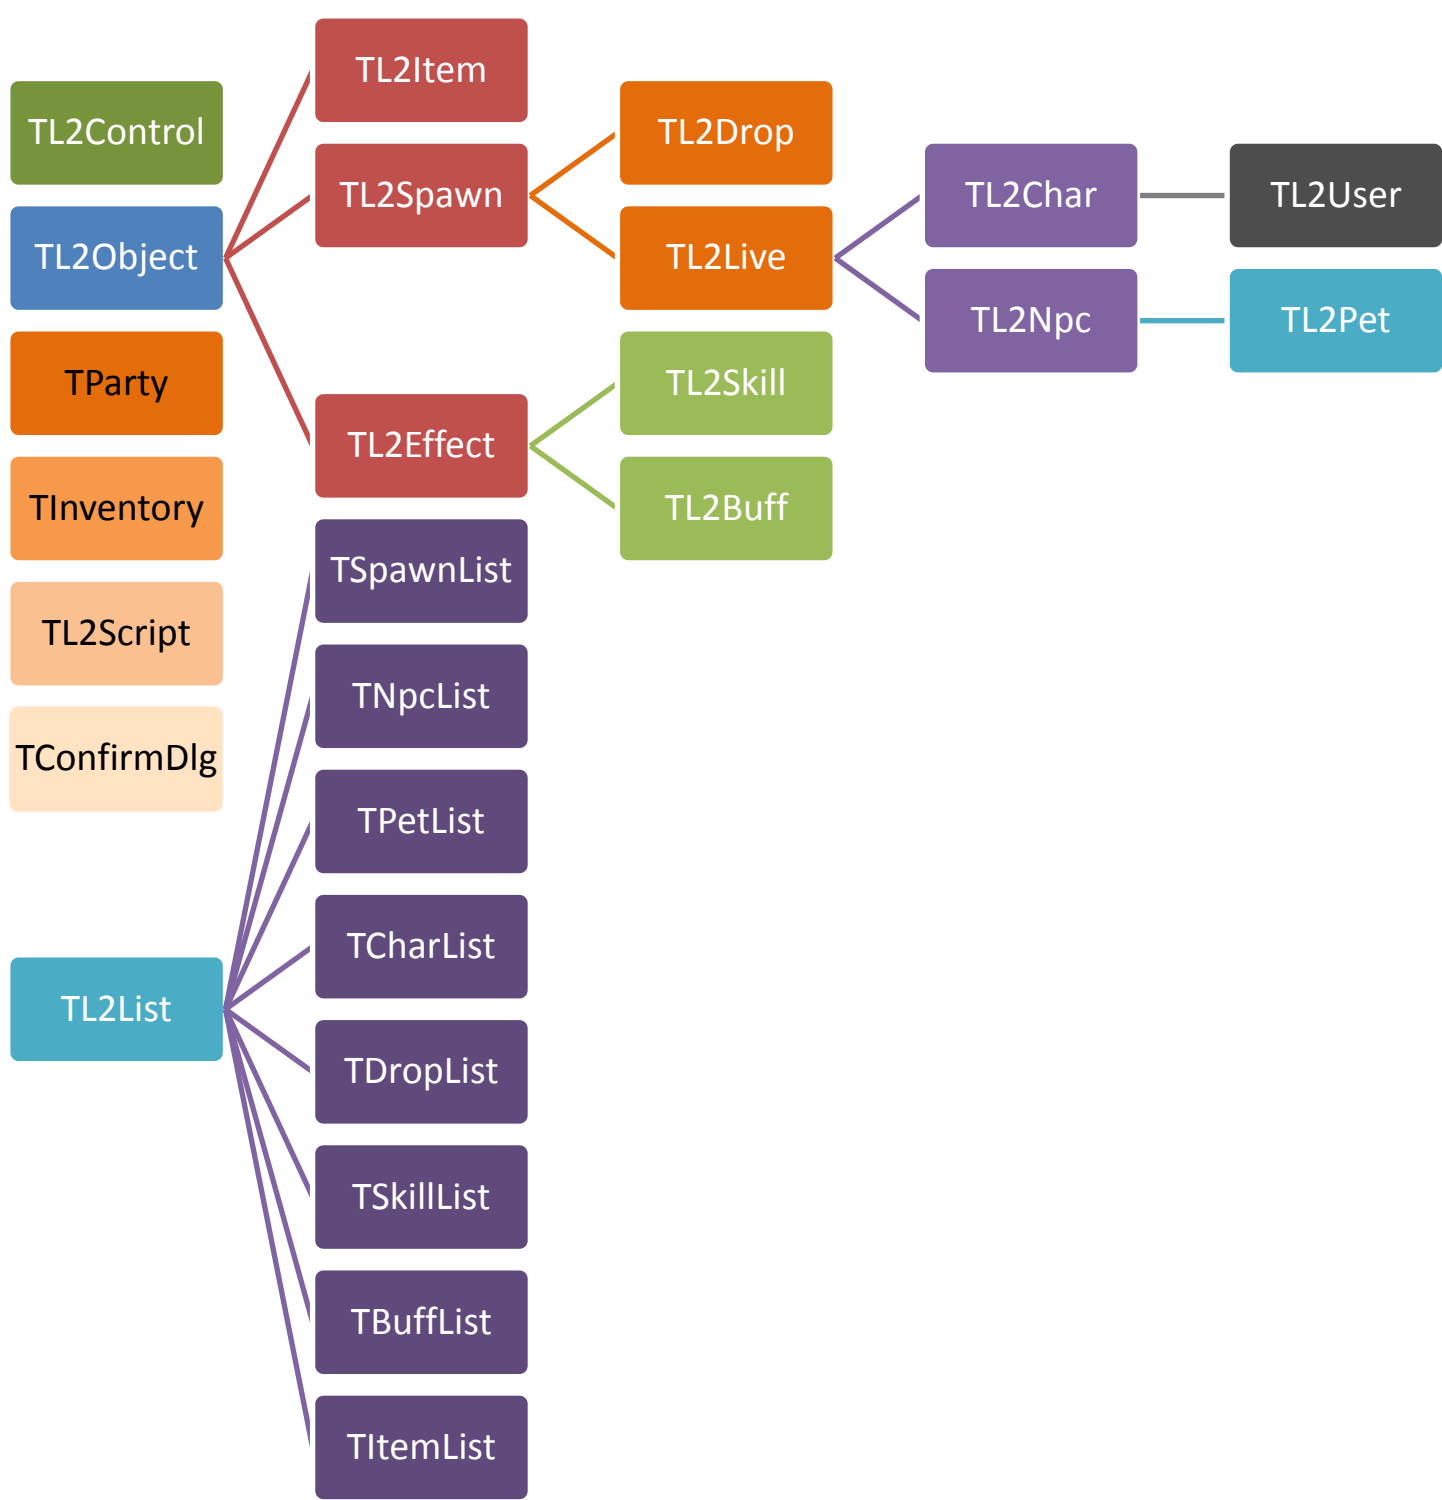 TL2Control
TL2Object
TParty
TInventory
TL2Script
TConfirmDlg
TL2List
TL2Item
TL2Spawn
TL2Effect
TSpawnList
TNpcList
TPetList
TCharList
TDropList
TSkillList
TBuffList
TItemList
TL2Drop
TL2Live
TL2Skill
TL2Buff
TL2Char
TL2Npc
TL2User
TL2Pet